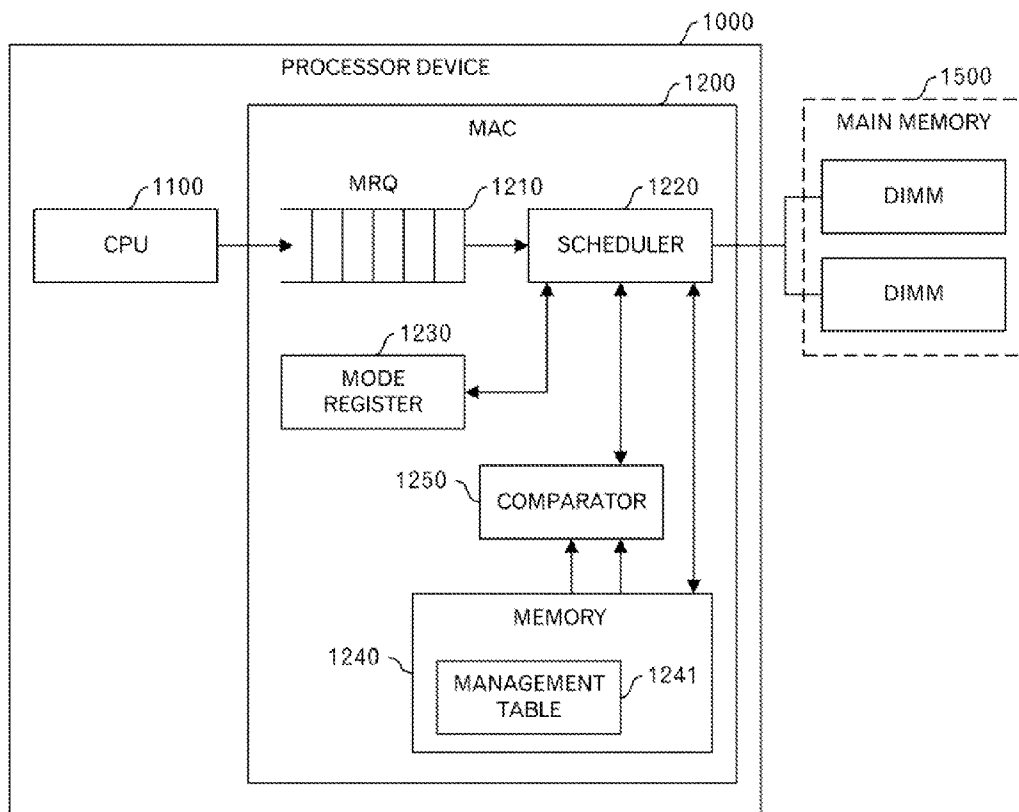 1000
PROCESSOR DEVICE
1200
1500
MAC
MAIN MEMORY
1100
MRQ
1210
1220
CPU
SCHEDULER
DIMM
DIMM
1230
MODE
REGISTER
1250
COMPARATOR
MEMORY
1240
MANAGEMENT
TABLE
1241